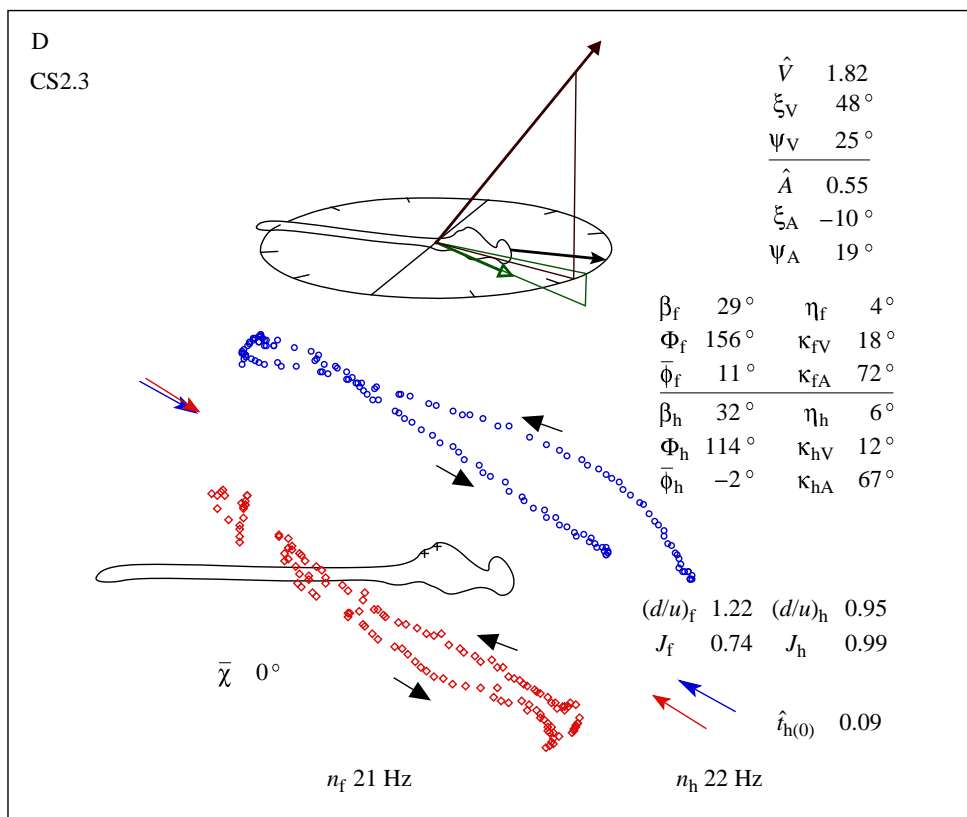 D
CS2.3
V̂ 1.82
ξV 48°
ψV 25°
Â 0.55
ξA −10°
ψA 19°
βf 29° ηf 4°
Φf 156° κfV 18°
ϕ̅f 11° κfA 72°
βh 32° ηh 6°
Φh 114° κhV 12°
ϕ̅h −2° κhA 67°
(d/u)f 1.22 (d/u)h 0.95
Jf 0.74 Jh 0.99
χ̅ 0°
t̂h(0) 0.09
nf 21 Hz nh 22 Hz